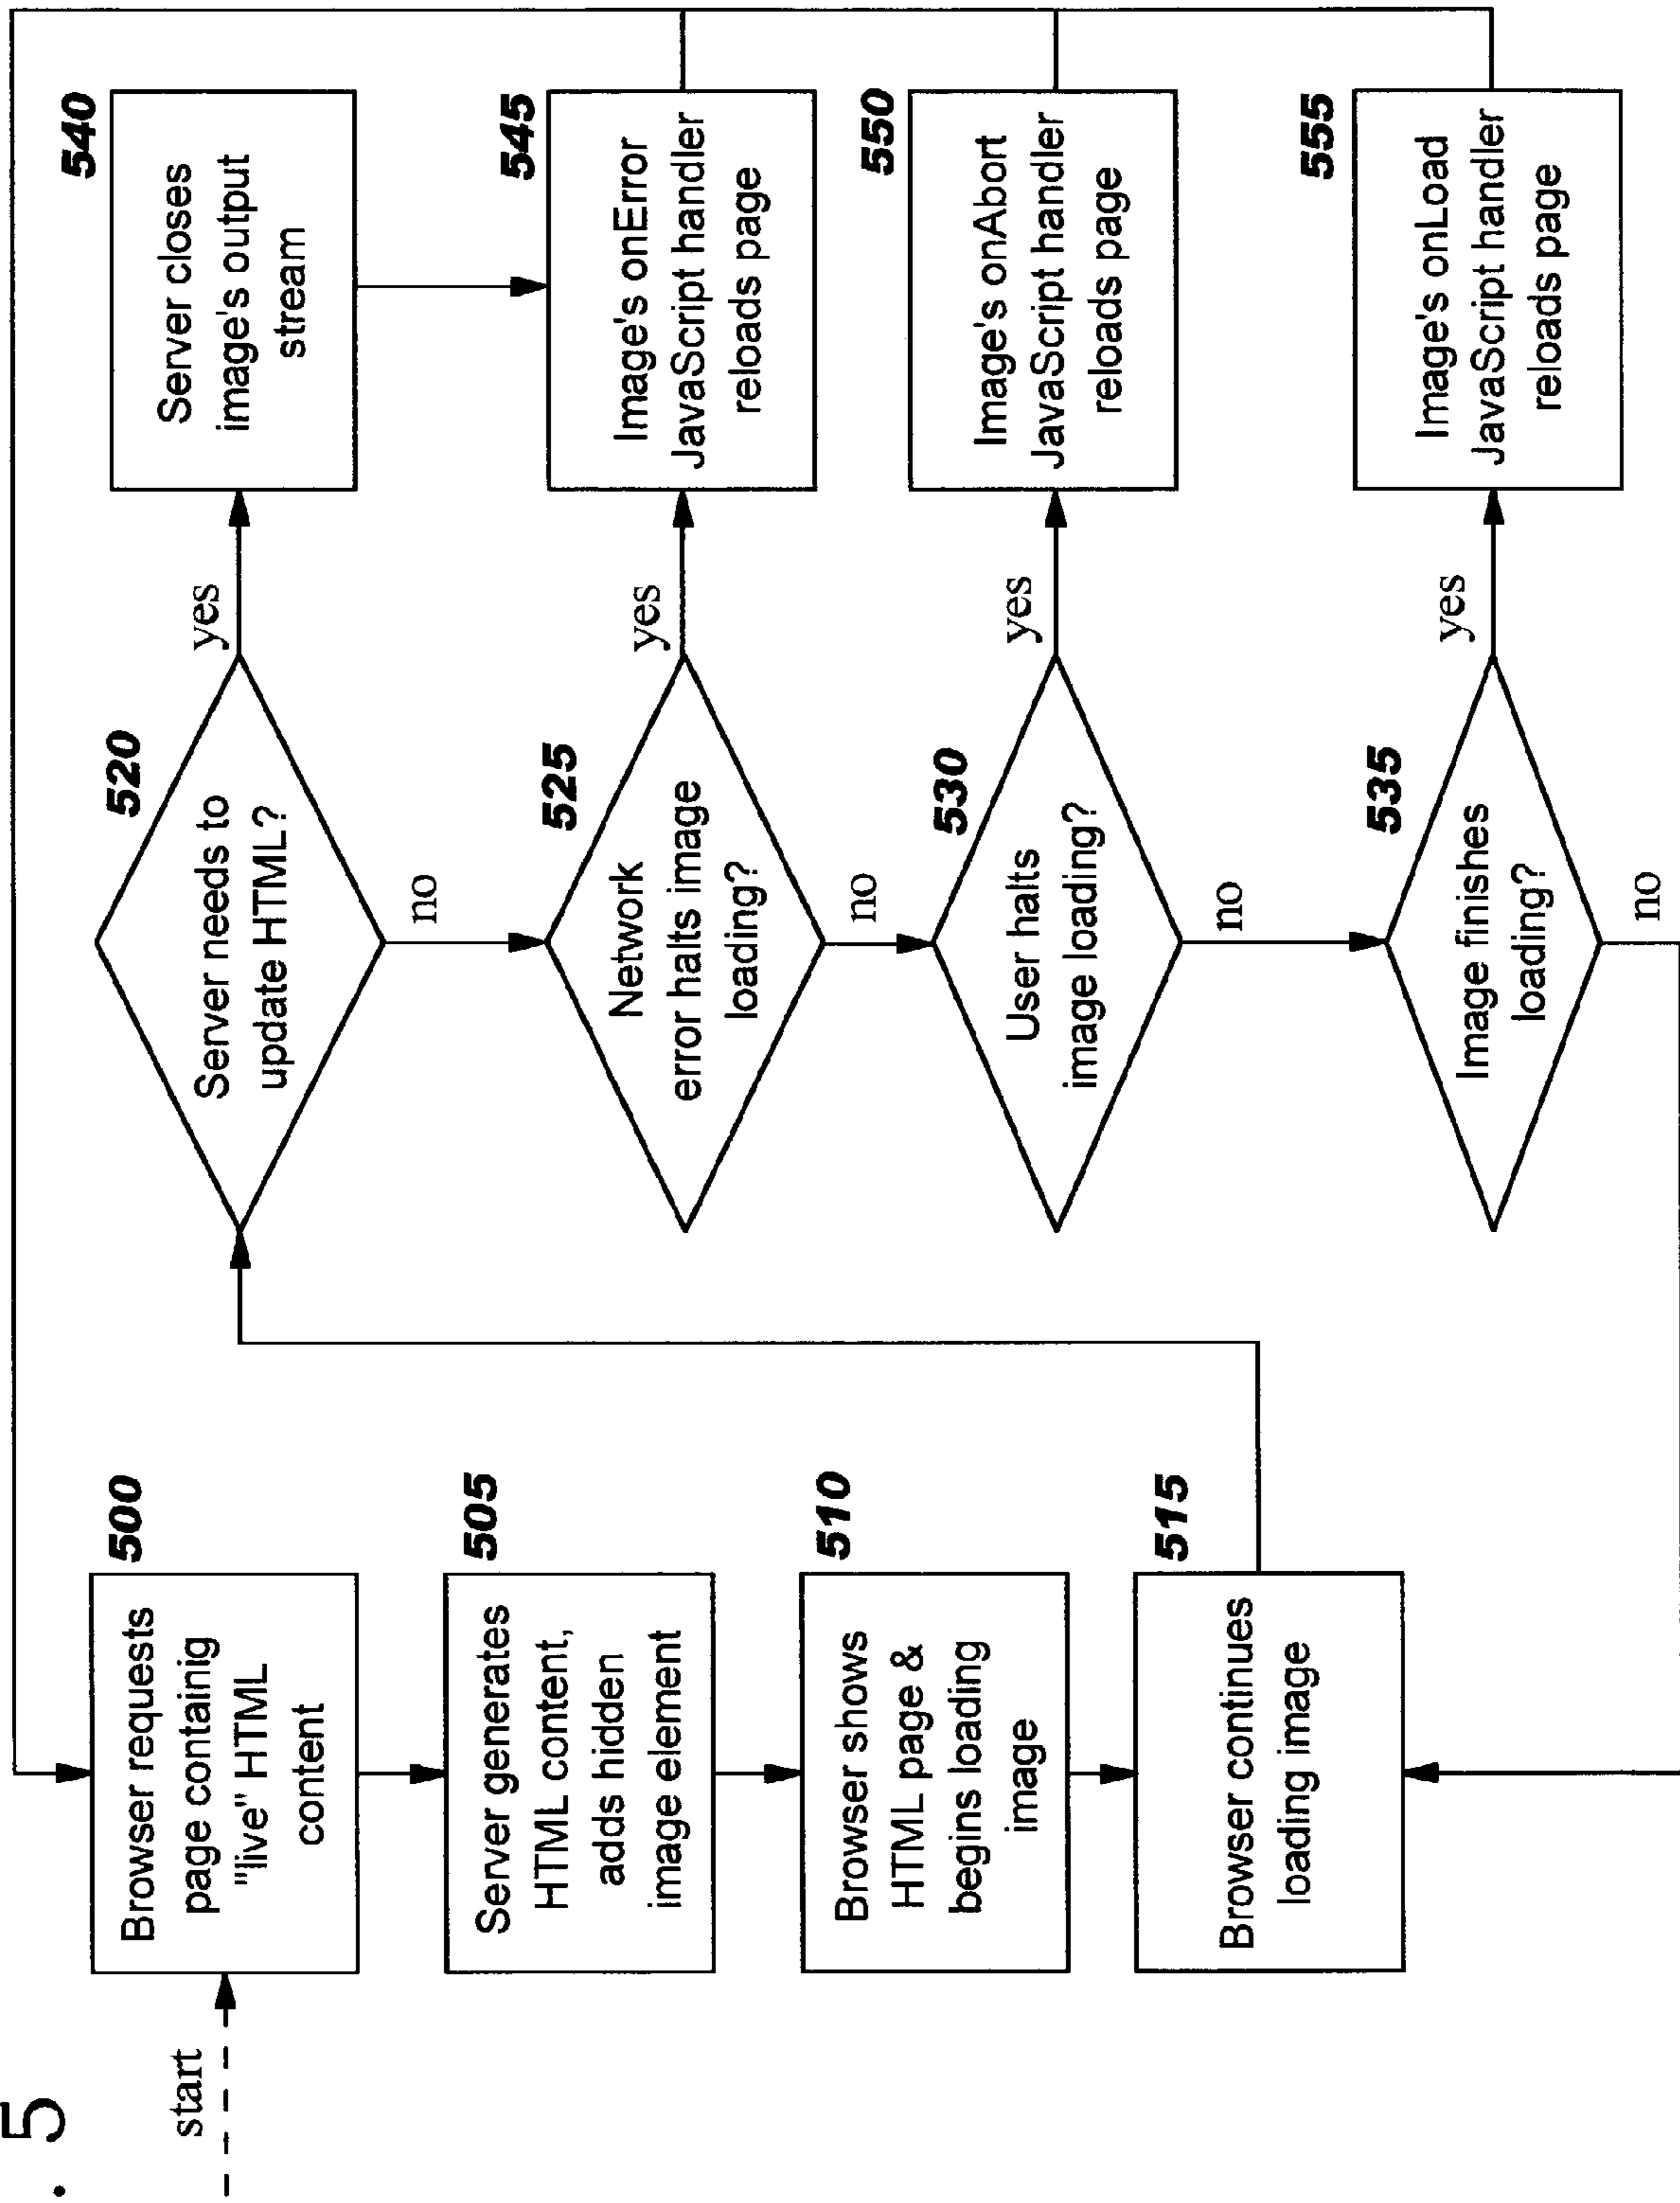 . 5
start
500
Browser requests
page containig
"live" HTML
content
505
Server generates
HTML content,
adds hidden
image element
510
Browser shows
HTML page &
begins loading
image
515
Browser continues
loading image
520
Server needs to
update HTML?
yes
no
525
Network
error halts image
loading?
yes
no
530
User halts
image loading?
yes
no
535
Image finishes
loading?
yes
no
540
Server closes
image's output
stream
545
Image's onError
JavaScript handler
reloads page
550
Image's onAbort
JavaScript handler
reloads page
555
Image's onLoad
JavaScript handler
reloads page